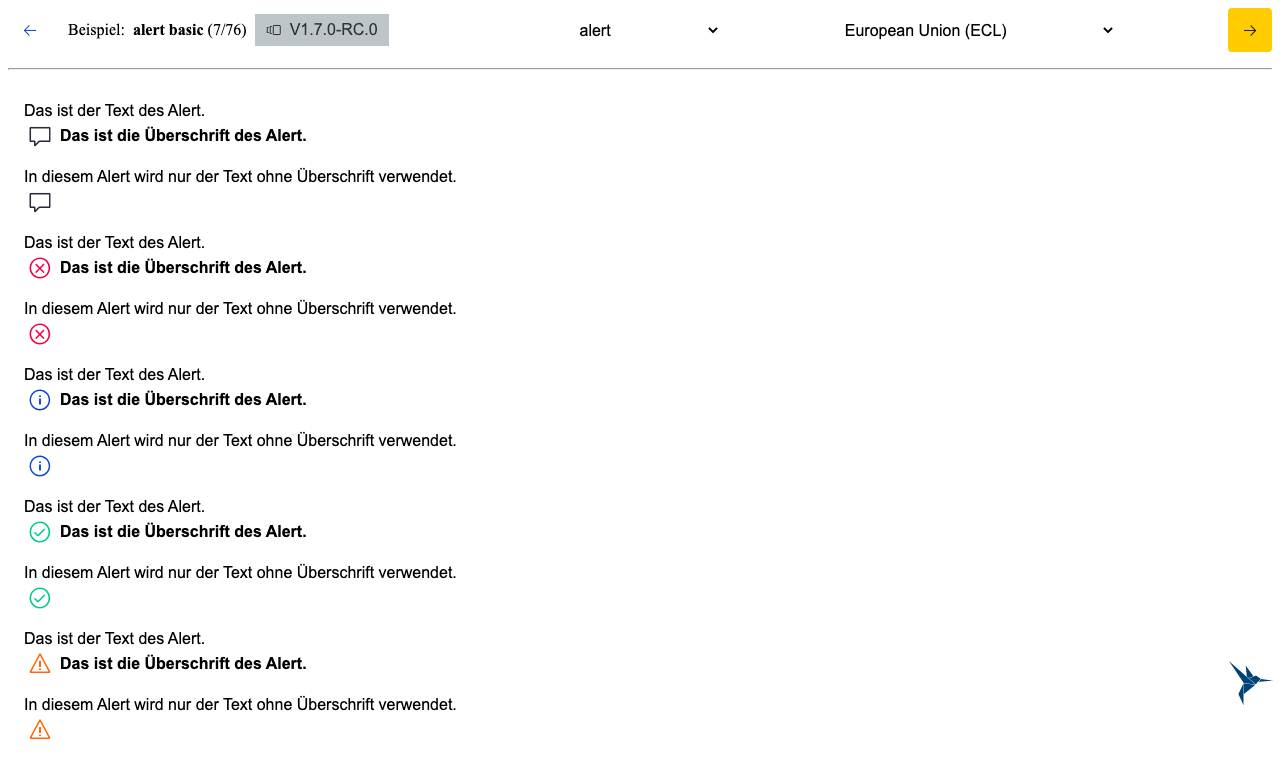 Beispiel: alert basic (7/76) V1.7.0-RC.0 alert European Union (ECL)
Das ist der Text des Alert.
Das ist die Überschrift des Alert.
In diesem Alert wird nur der Text ohne Überschrift verwendet.
Das ist der Text des Alert.
Das ist die Überschrift des Alert.
In diesem Alert wird nur der Text ohne Überschrift verwendet.
Das ist der Text des Alert.
Das ist die Überschrift des Alert.
In diesem Alert wird nur der Text ohne Überschrift verwendet.
Das ist der Text des Alert.
Das ist die Überschrift des Alert.
In diesem Alert wird nur der Text ohne Überschrift verwendet.
Das ist der Text des Alert.
Das ist die Überschrift des Alert.
In diesem Alert wird nur der Text ohne Überschrift verwendet.